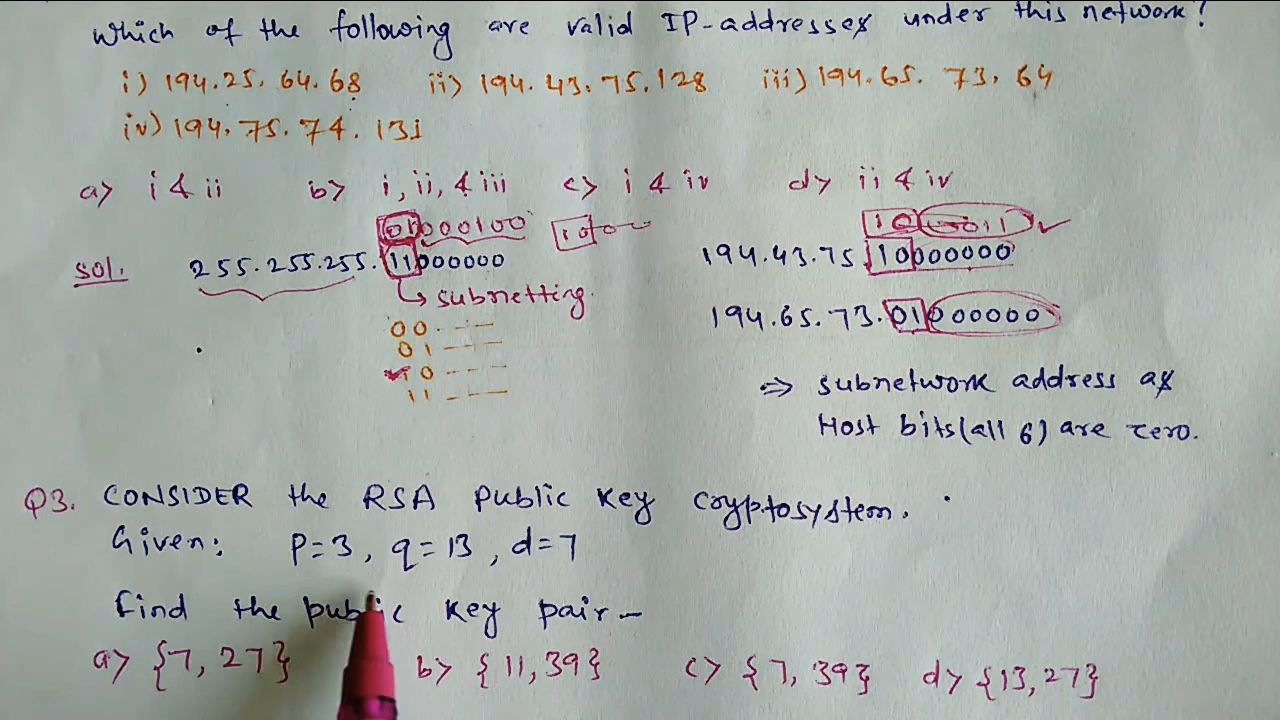 Which of the following are valid IP-addresses under this network?
i) 194.25.64.68 ii) 194.43.75.128 iii) 194.65.73.64
iv) 194.75.74.131
a) i & ii b) i, ii, & iii c) i & iv d) ii & iv
01000100 10
sol. 255.255.255.11000000 194.43.75.10000000
↳ subnetting.
00 - - -
01 - - - 194.65.73.01000000
10 - - -
11 - - - ⇒ subnetwork address as
Host bits (all 6) are zero.
Q3. CONSIDER the RSA Public Key cryptosystem.
Given: P=3, q=13, d=7
Find the public key pair-
a) {7, 27} b) {11, 39} c) {7, 39} d) {13, 27}